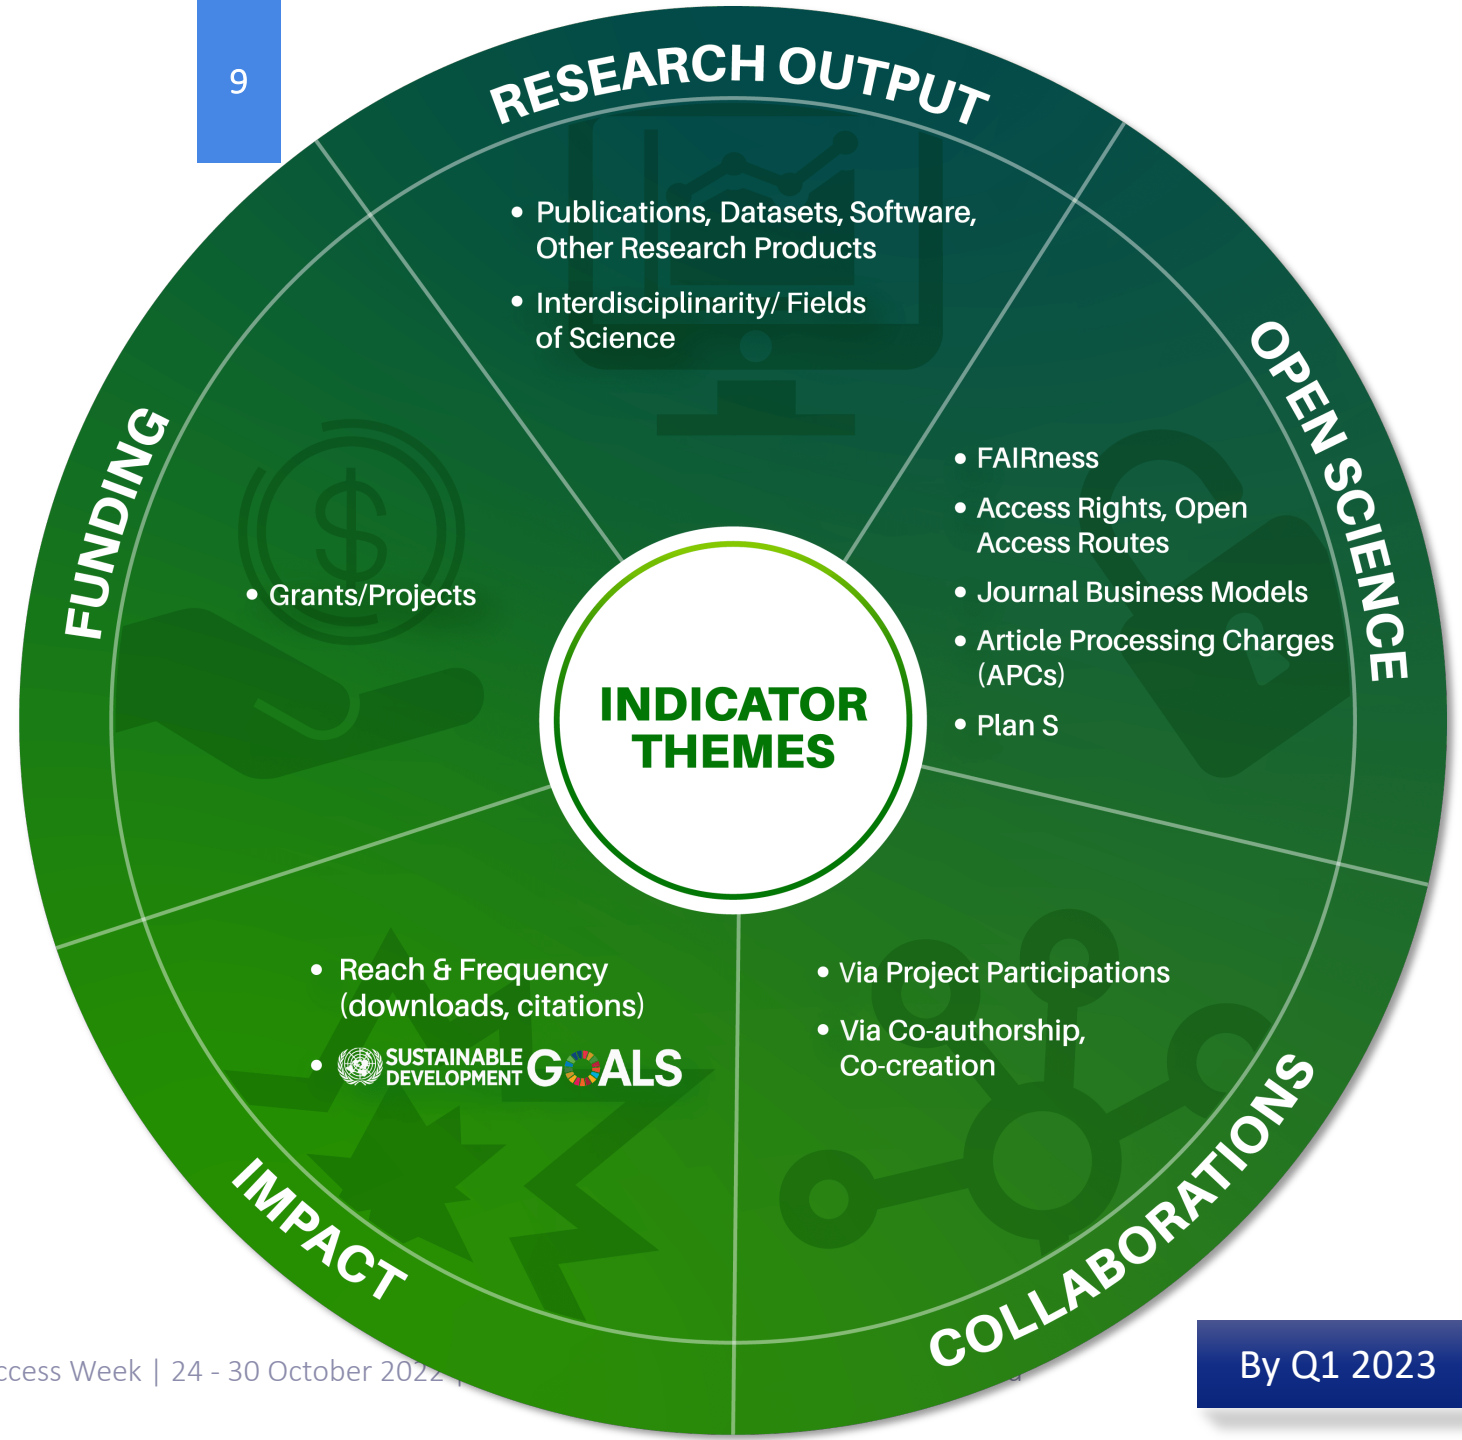 9
RESEARCH OUTPUT
• Publications, Datasets, Software,
Other Research Products
• Interdisciplinarity/ Fields
of Science
OPEN SCIENCE
• FAIRness
• Access Rights, Open
Access Routes
• Journal Business Models
• Article Processing Charges
(APCs)
• Plan S
FUNDING
• Grants/Projects
INDICATOR
THEMES
IMPACT
• Reach & Frequency
(downloads, citations)
• SUSTAINABLE
DEVELOPMENT GOALS
COLLABORATIONS
• Via Project Participations
• Via Co-authorship,
Co-creation
Week | 24 - 30 October 2022
By Q1 2023